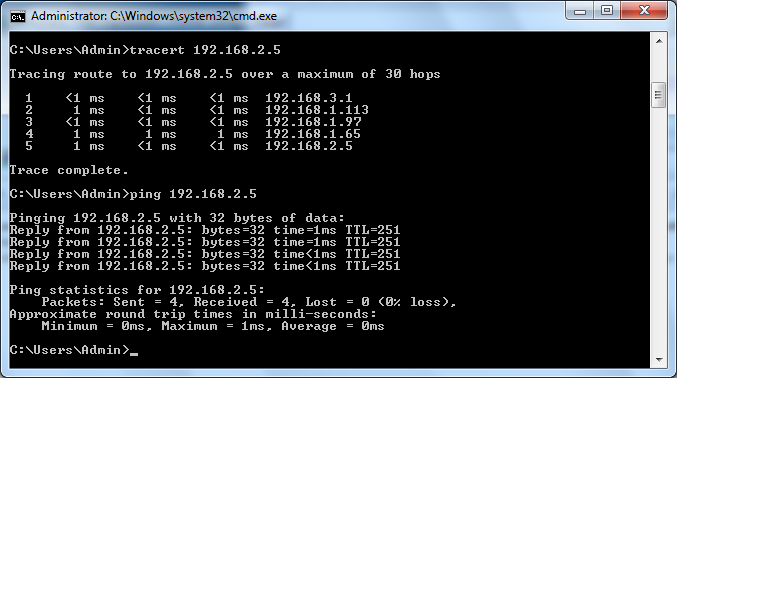 Administrator: C:\Windows\system32\cmd.exe
C:\Users\Admin>tracert 192.168.2.5
Tracing route to 192.168.2.5 over a maximum of 30 hops
1 <1 ms <1 ms <1 ms 192.168.3.1
2 1 ms <1 ms <1 ms 192.168.1.113
3 <1 ms <1 ms <1 ms 192.168.1.97
4 1 ms 1 ms 1 ms 192.168.1.65
5 1 ms <1 ms <1 ms 192.168.2.5
Trace complete.
C:\Users\Admin>ping 192.168.2.5
Pinging 192.168.2.5 with 32 bytes of data:
Reply from 192.168.2.5: bytes=32 time=1ms TTL=251
Reply from 192.168.2.5: bytes=32 time=1ms TTL=251
Reply from 192.168.2.5: bytes=32 time<1ms TTL=251
Reply from 192.168.2.5: bytes=32 time<1ms TTL=251
Ping statistics for 192.168.2.5:
Packets: Sent = 4, Received = 4, Lost = 0 (0% loss),
Approximate round trip times in milli-seconds:
Minimum = 0ms, Maximum = 1ms, Average = 0ms
C:\Users\Admin>_